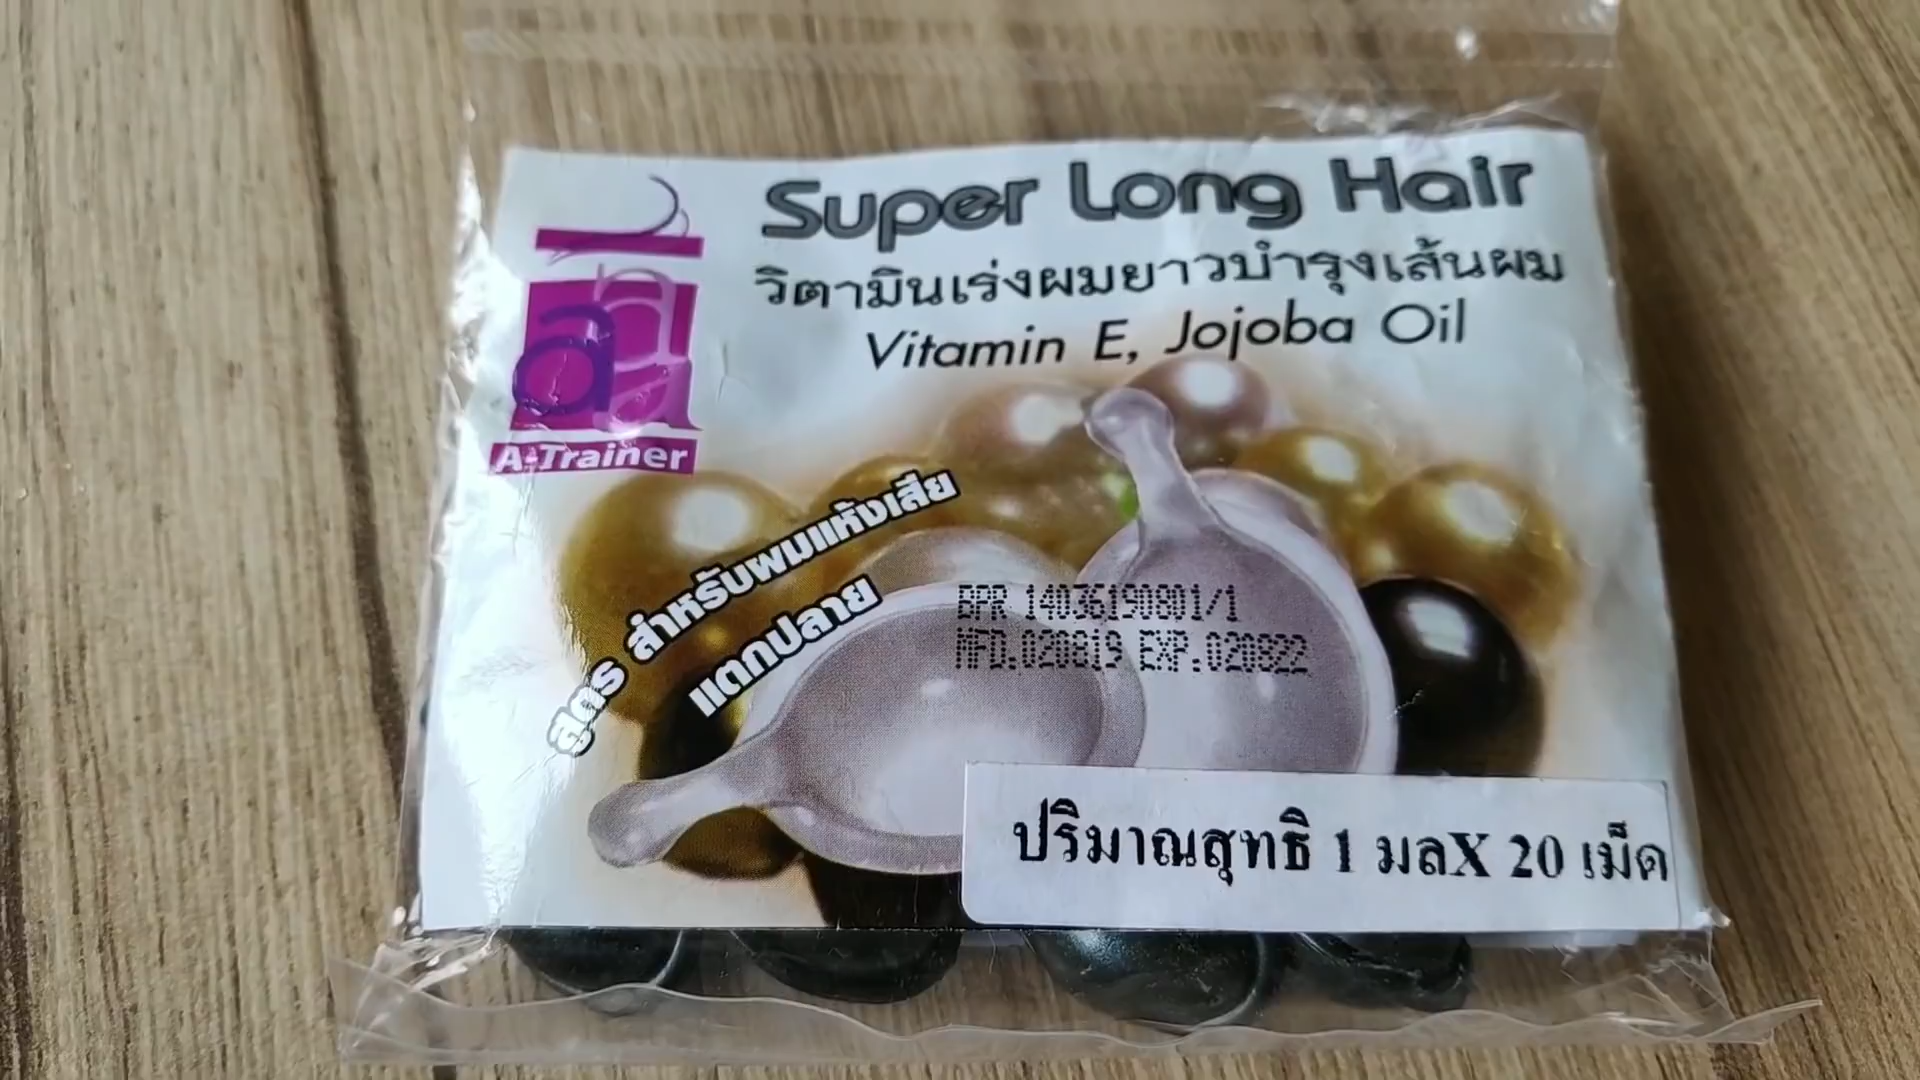 Super Long Hair
วิตามินเร่งผมยาวบำรุงเส้นผม
Vitamin E, Jojoba Oil
a a a
A-Trainer
สูตร สำหรับผมแห้งเสีย
แตกปลาย
BAR 14036190801/1
MFD.020819 EXP.020822
ปริมาณสุทธิ 1 มลX 20 เม็ด